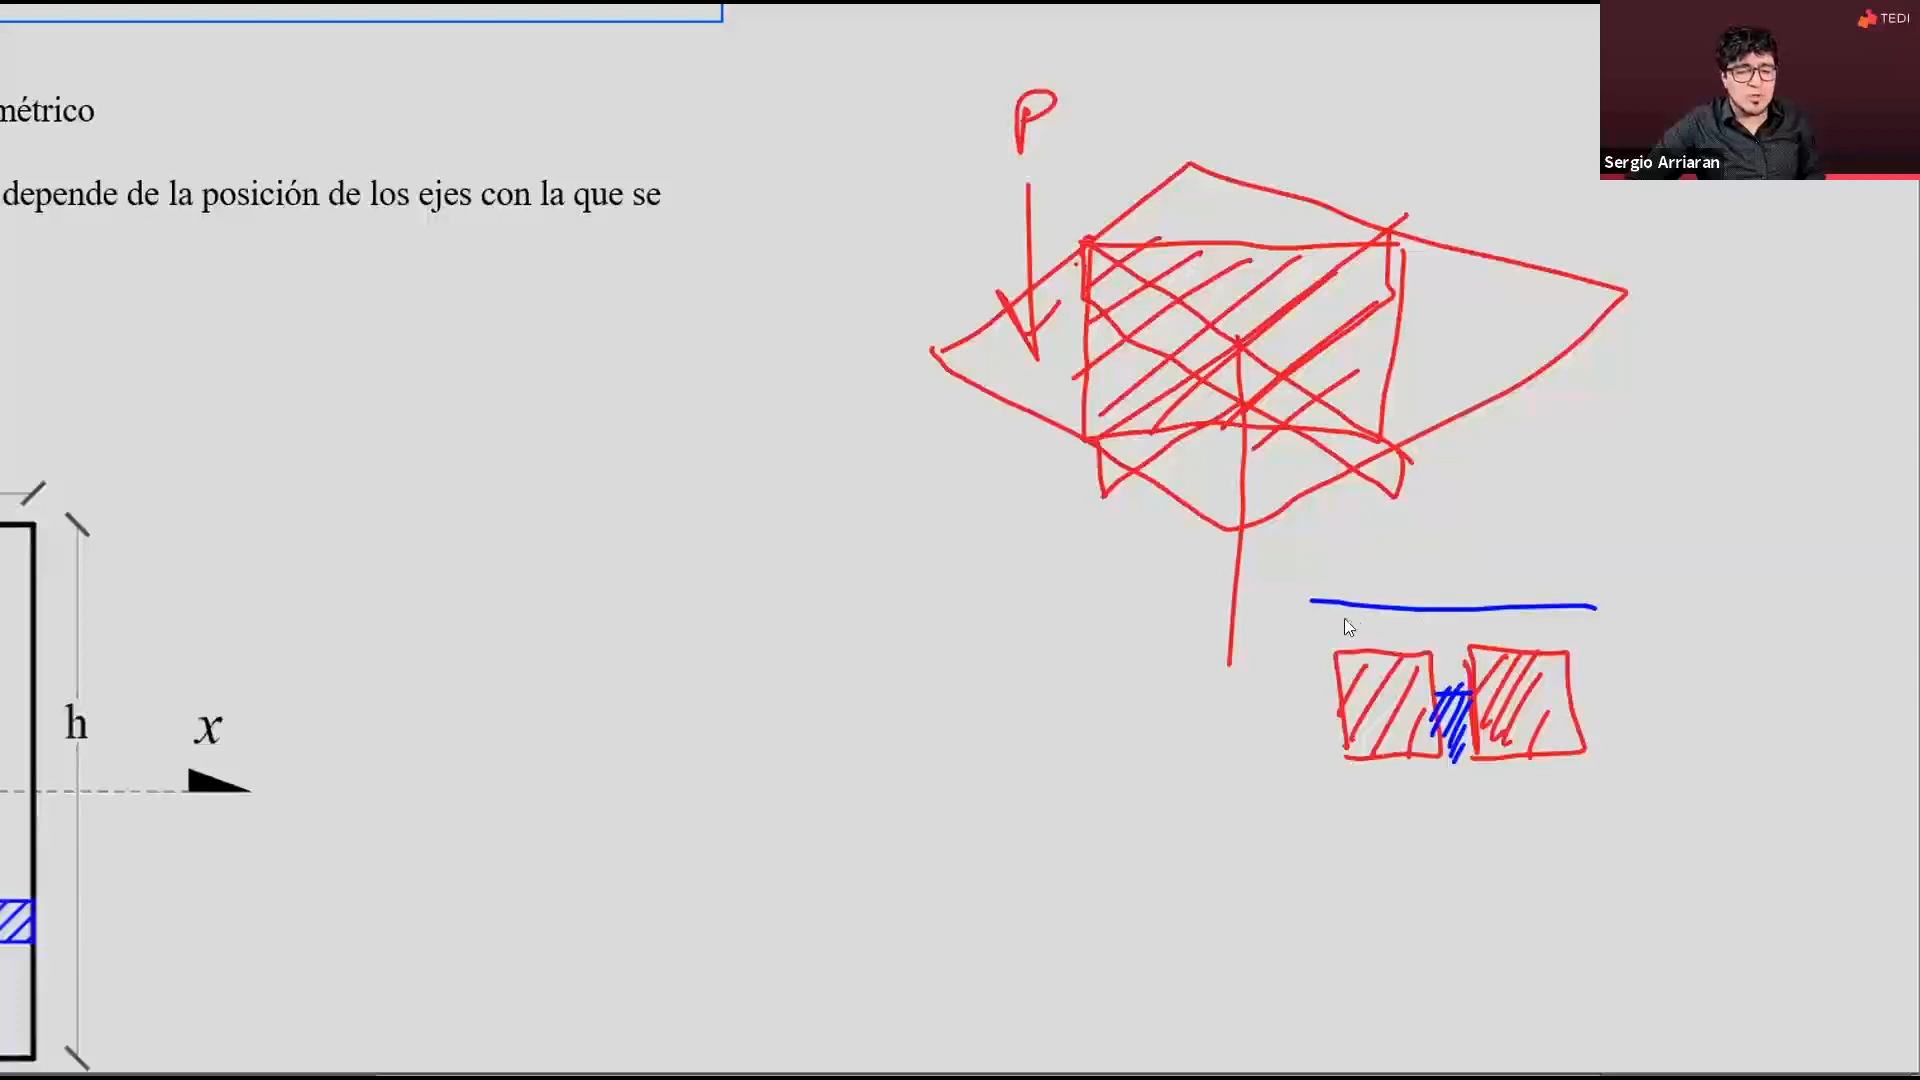 TEDI
métrico
P
Sergio Arriaran
depende de la posición de los ejes con la que se
h
x